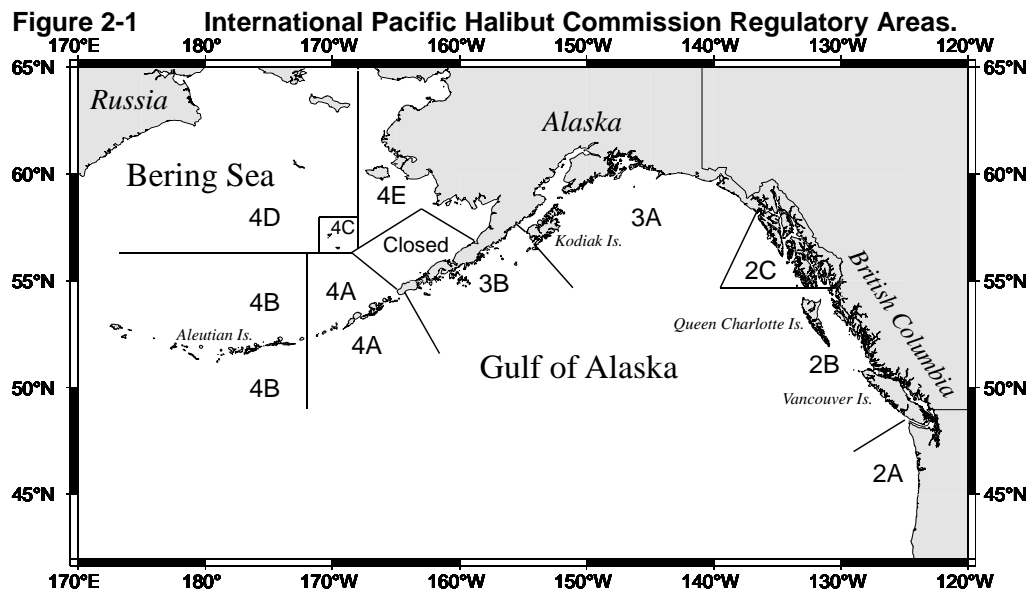 Figure 2-1 International Pacific Halibut Commission Regulatory Areas.
170°E 180° 170°W 160°W 150°W 140°W 130°W 120°W
65°N 65°N
Russia
Alaska
60°N 60°N
Bering Sea
4E
4D 4C 3A
Closed Kodiak Is.
2C
British Columbia
55°N 55°N
4B 4A 3B
Aleutian Is. Queen Charlotte Is.
4A
Gulf of Alaska 2B
50°N 50°N
4B Vancouver Is.
2A
45°N 45°N
170°E 180° 170°W 160°W 150°W 140°W 130°W 120°W